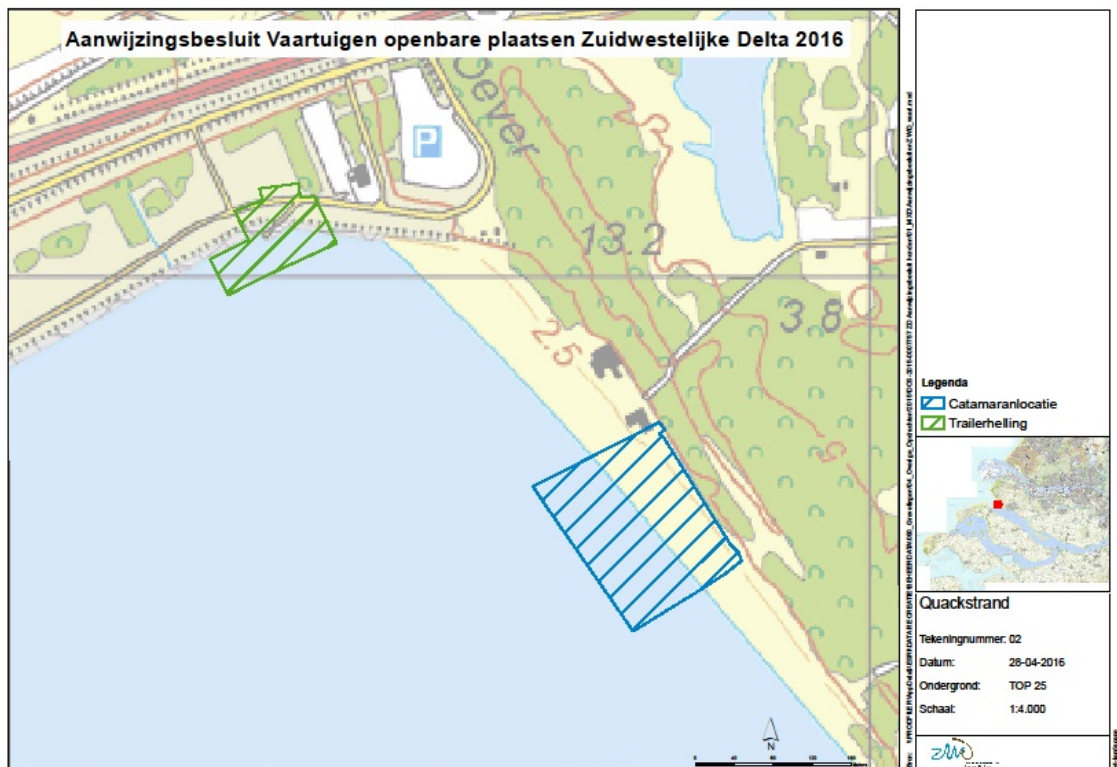 Aanwijzingsbesluit Vaartuigen openbare plaatsen Zuidwestelijke Delta 2016
P
Oever
13.2
3.8
2.5
5
N
Legenda
Catamaranlocatie
Trailerhelling
Quackstrand
Tekeningnummer: 02
Datum: 28-04-2016
Ondergrond: TOP 25
Schaal: 1:4.000